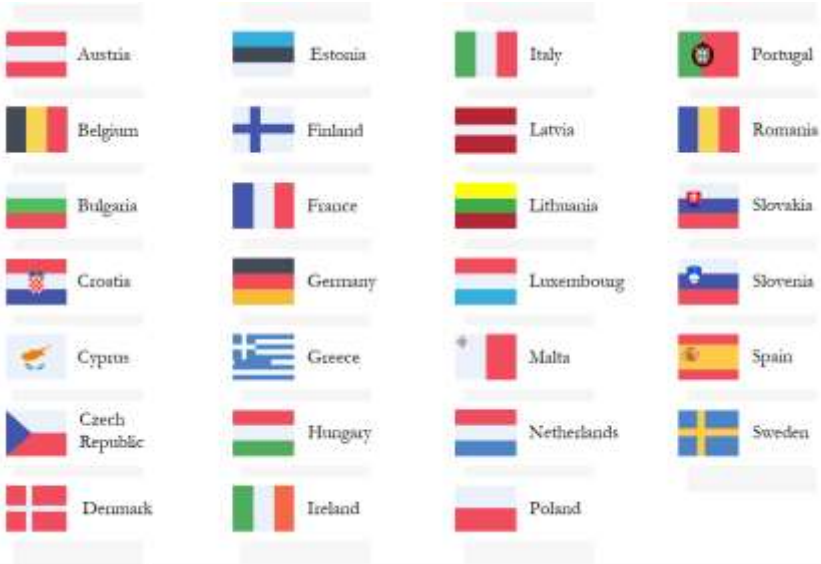 Austria
Belgium
Bulgaria
Croatia
Cyprus
Czech
Republic
Denmark
Estonia
Finland
France
Germany
Greece
Hungary
Ireland
Italy
Latvia
Lithuania
Luxembourg
Malta
Netherlands
Poland
Portugal
Romania
Slovakia
Slovenia
Spain
Sweden